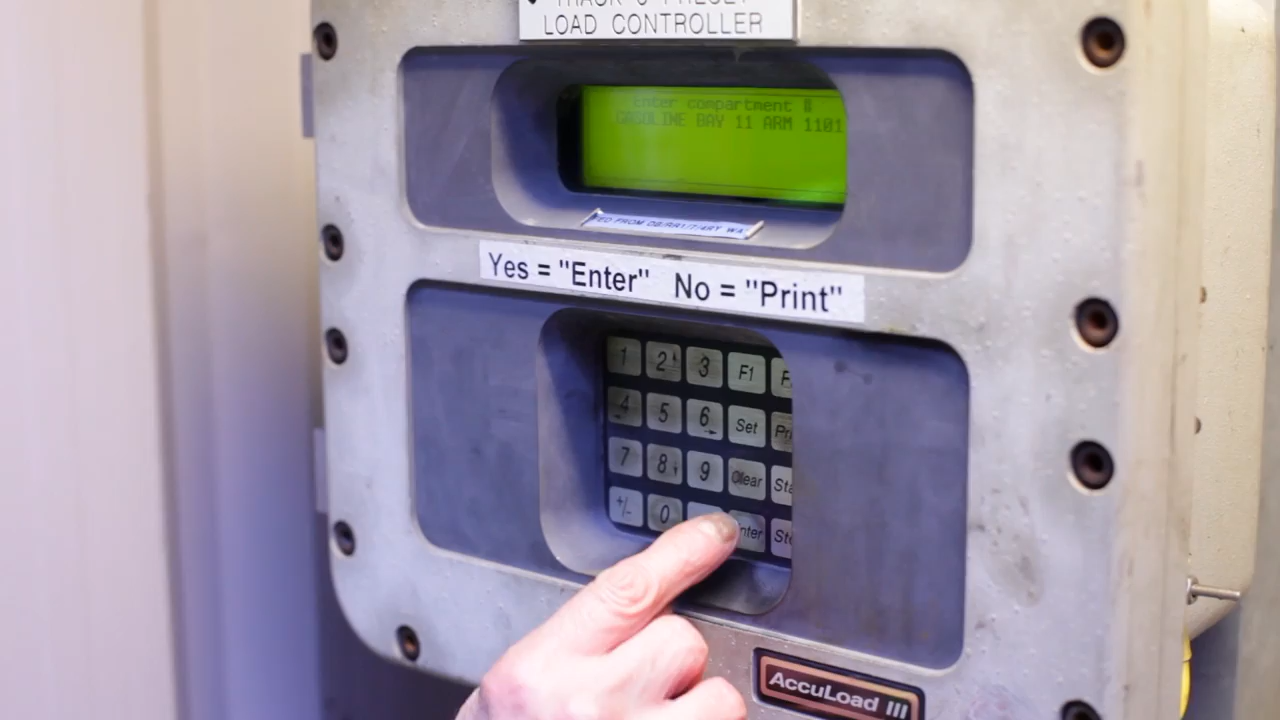 LOAD CONTROLLER
Enter compartment #
GASOLINE BAY 11 ARM 1101
Yes = "Enter" No = "Print"
1 2 3 F1
4 5 6 Set
7 8 9 Clear
+/- 0
AccuLoad III